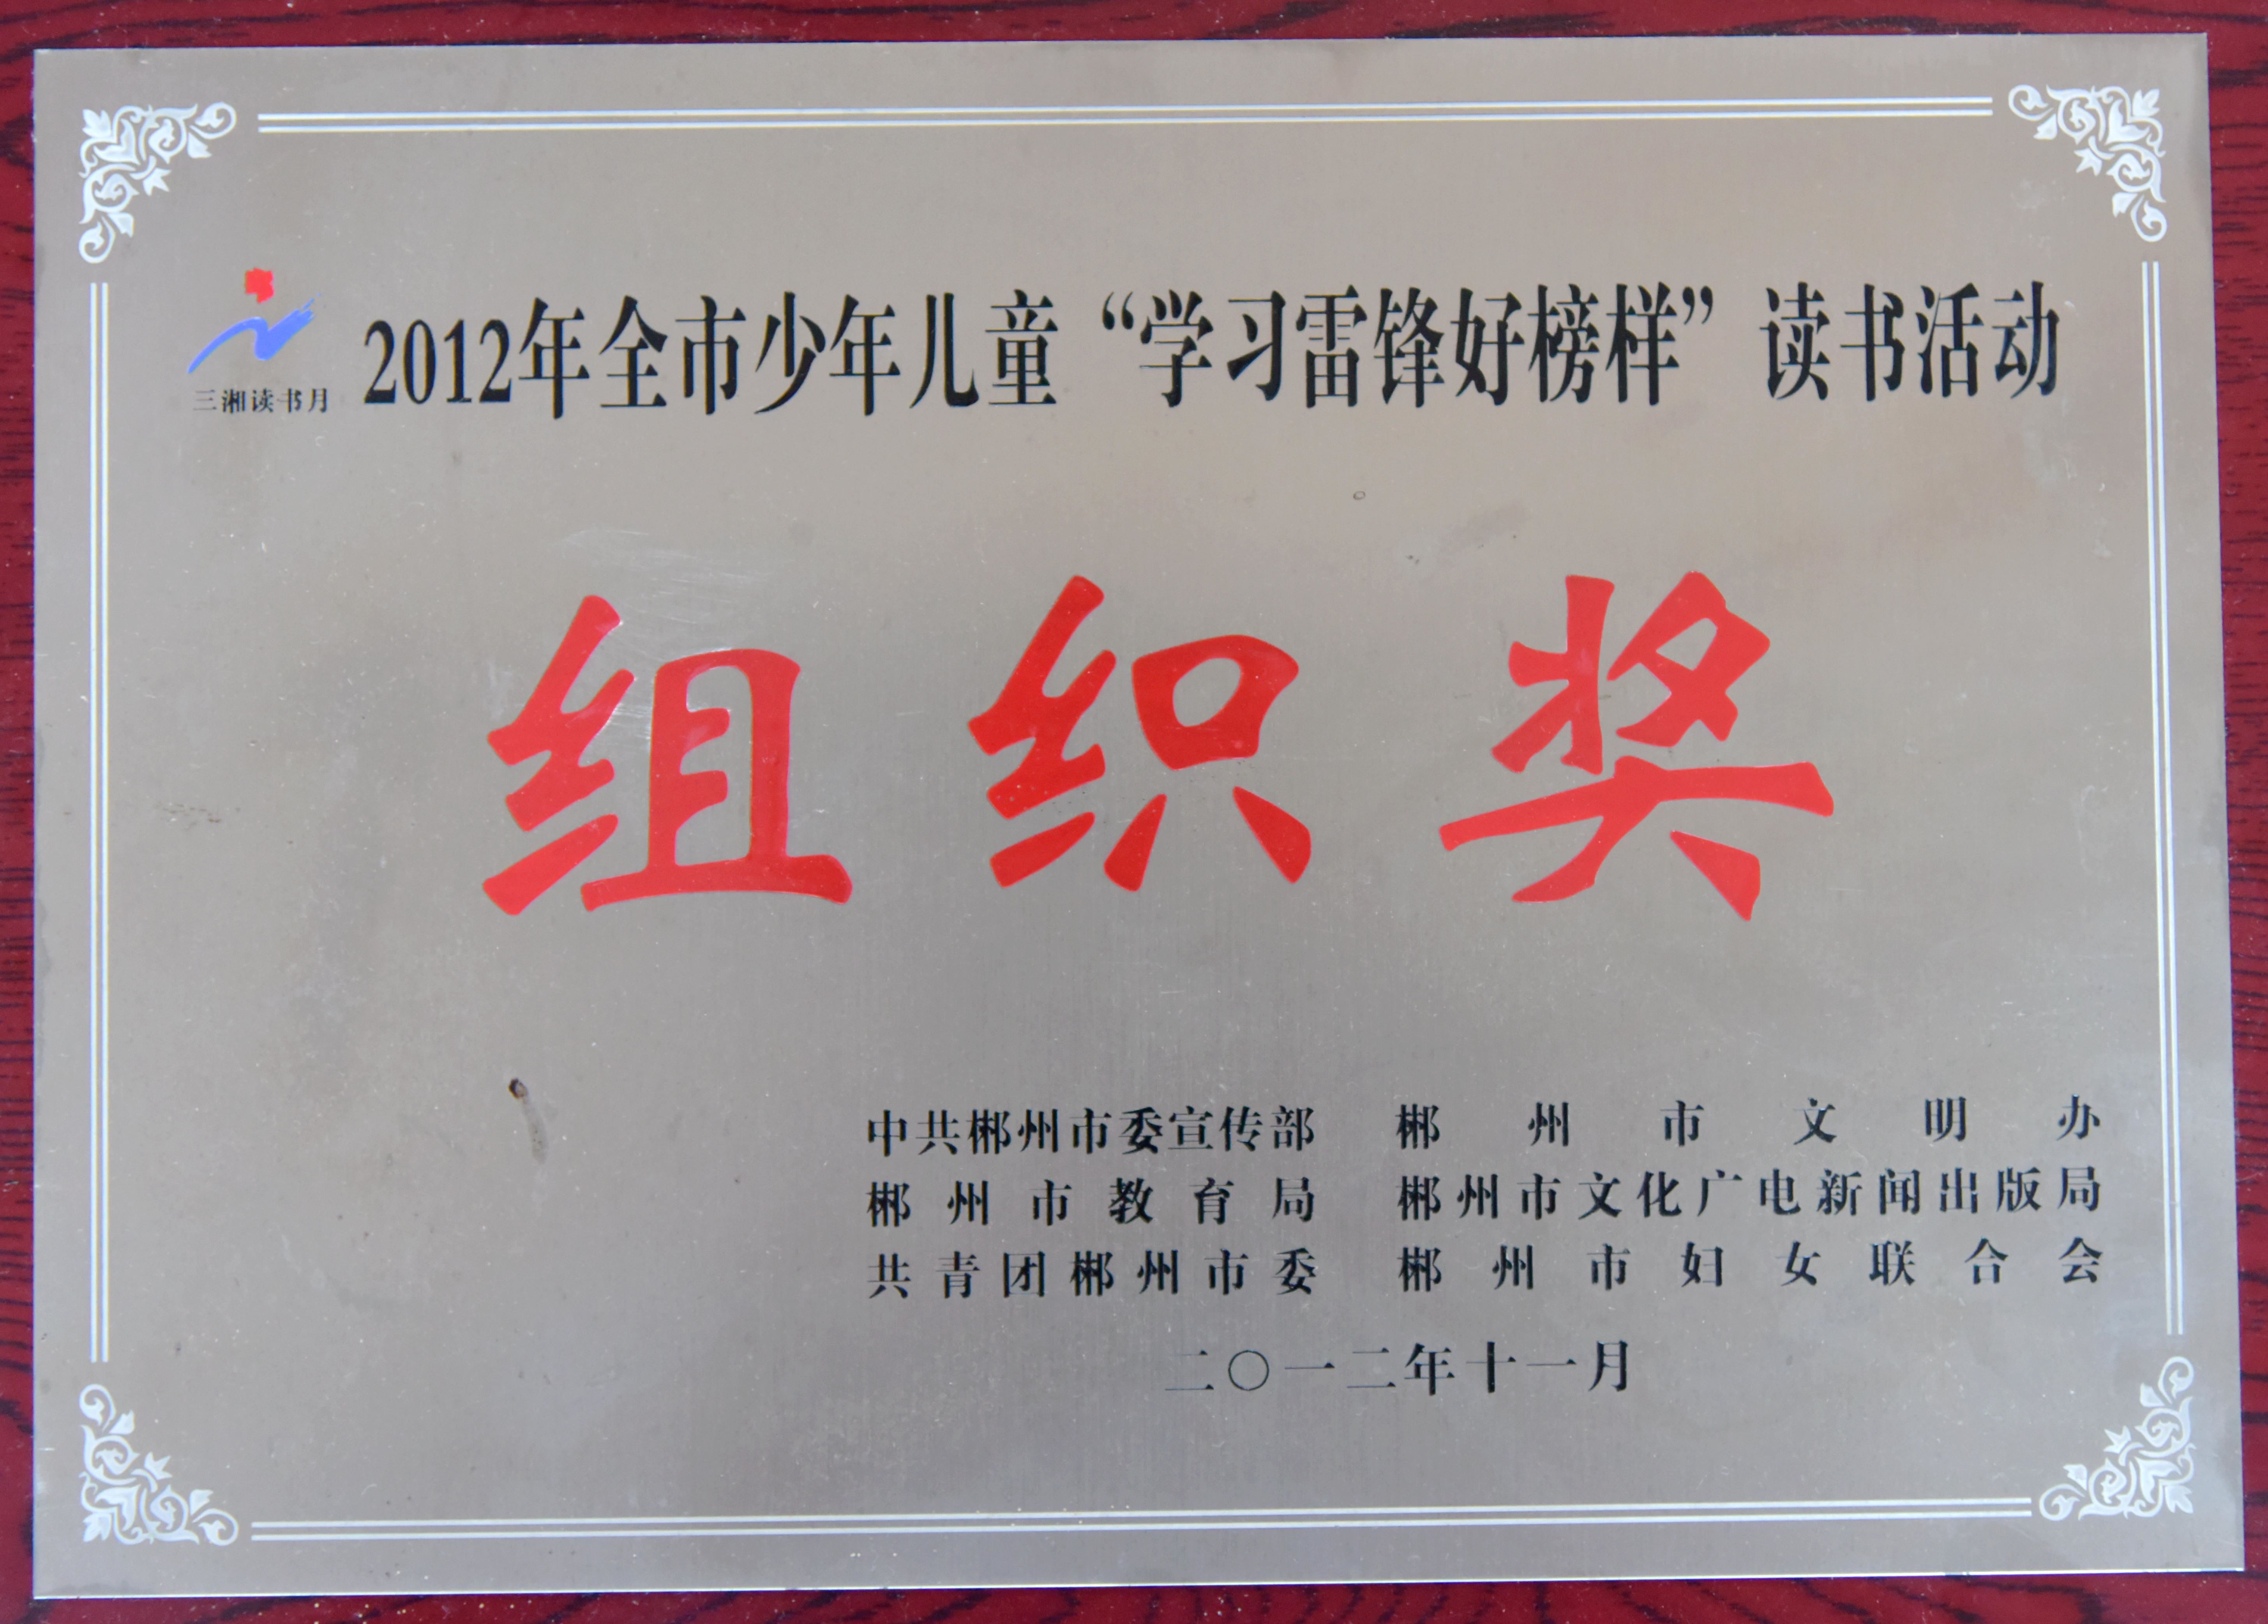 三湘读书月
2012年全市少年儿童“学习雷锋好榜样”读书活动
组织奖
中共郴州市委宣传部 郴州市文明办
郴州市教育局 郴州市文化广电新闻出版局
共青团郴州市委 郴州市妇女联合会
二〇一二年十一月